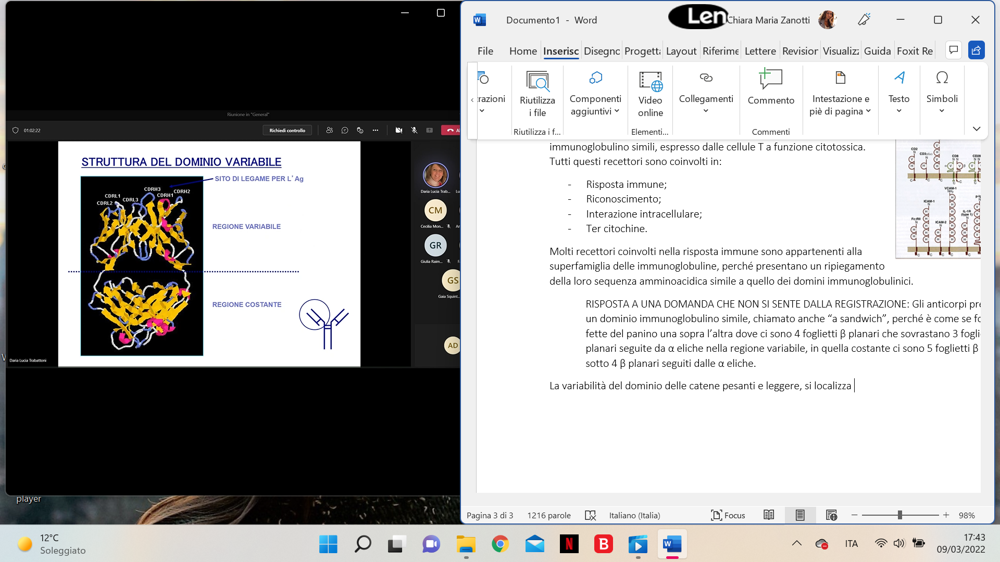 Riunione in "General"
01:02:22
Richiedi controllo
STRUTTURA DEL DOMINIO VARIABILE
SITO DI LEGAME PER L' Ag
CDRH3
CDRL1
CDRL3
CDRH1
CDRH2
CDRL2
REGIONE VARIABILE
REGIONE COSTANTE
Daria Lucia Trabattoni
Daria Lucia Trab...
CM
Cecilia Mon...
GR
Giulia Raim...
GS
Gaia Squint...
AD
player
Documento1 - Word
Len
Chiara Maria Zanotti
File Home Inserisc Disegno Progetta Layout Riferime Lettere Revision Visualizz Guida Foxit Re
Riutilizza
i file
Riutilizza i f...
Componenti
aggiuntivi
Video
online
Elementi...
Collegamenti
Commento
Commenti
Intestazione e
piè di pagina
Testo
Simboli
immunoglobulino simili, espresso dalle cellule T a funzione citotossica.
Tutti questi recettori sono coinvolti in:
- Risposta immune;
- Riconoscimento;
- Interazione intracellulare;
- Ter citochine.
CD2
CD8
VCAM-1
ICAM-1
ICAM-2
IL-1R
(type 1)
Molti recettori coinvolti nella risposta immune sono appartenenti alla
superfamiglia delle immunoglobuline, perché presentano un ripiegamento
della loro sequenza amminoacidica simile a quello dei domini immunoglobulinici.
RISPOSTA A UNA DOMANDA CHE NON SI SENTE DALLA REGISTRAZIONE: Gli anticorpi pre
un dominio immunoglobulino simile, chiamato anche “a sandwich”, perché è come se fo
fette del panino una sopra l’altra dove ci sono 4 foglietti β planari che sovrastano 3 fogli
planari seguite da α eliche nella regione variabile, in quella costante ci sono 5 foglietti β
sotto 4 β planari seguiti dalle α eliche.
La variabilità del dominio delle catene pesanti e leggere, si localizza
Pagina 3 di 3 1216 parole Italiano (Italia) Focus 98%
12°C
Soleggiato
ITA
17:43
09/03/2022